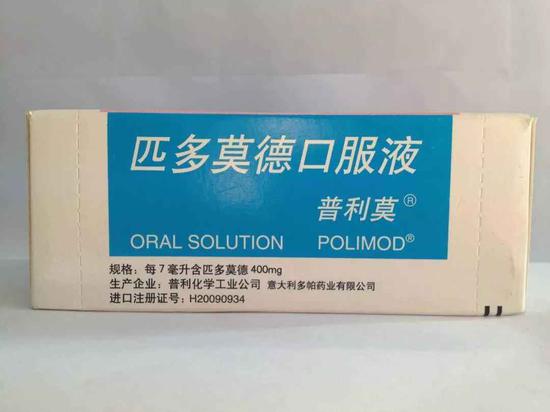 匹多莫德口服液
普利莫®
ORAL SOLUTION POLIMOD®
规格：每7毫升含匹多莫德400mg
生产企业：普利化学工业公司 意大利多帕药业有限公司
进口注册证号：H20090934